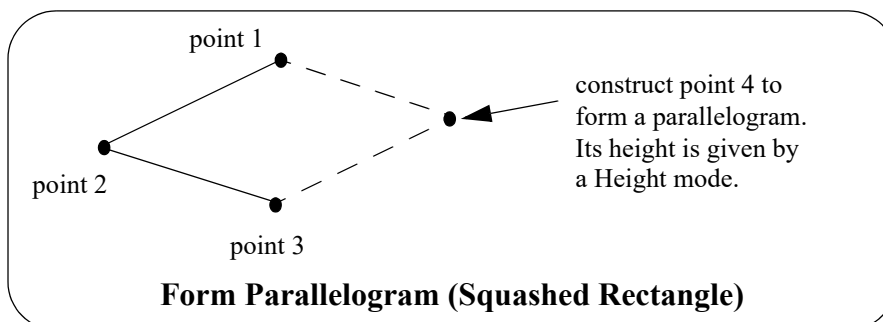 point 1
construct point 4 to
form a parallelogram.
Its height is given by
a Height mode.
point 2
point 3
Form Parallelogram (Squashed Rectangle)